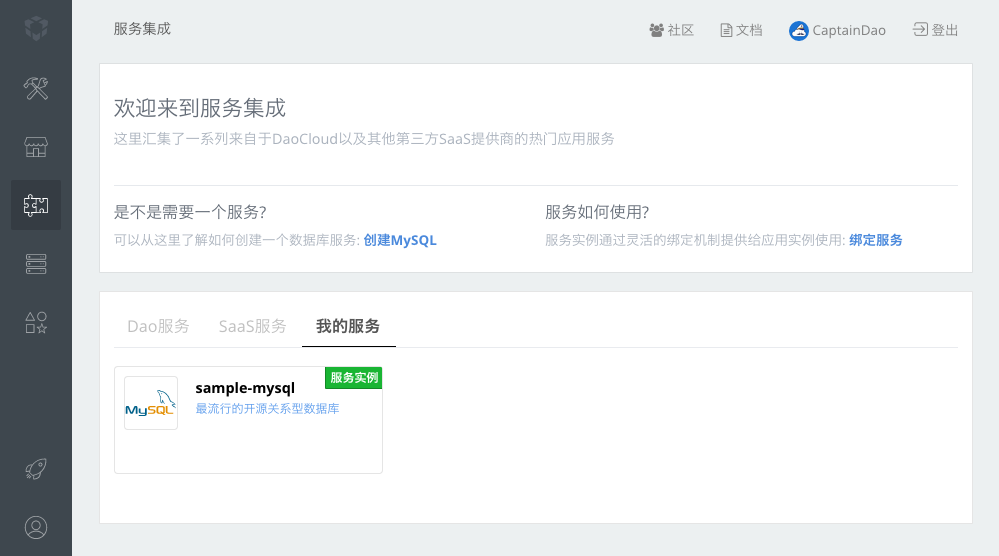 服务集成
社区 文档 CaptainDao 登出
欢迎来到服务集成
这里汇集了一系列来自于DaoCloud以及其他第三方SaaS提供商的热门应用服务
是不是需要一个服务?
可以从这里了解如何创建一个数据库服务: 创建MySQL
服务如何使用?
服务实例通过灵活的绑定机制提供给应用实例使用: 绑定服务
Dao服务 SaaS服务 我的服务
服务实例
MySQL
sample-mysql
最流行的开源关系型数据库